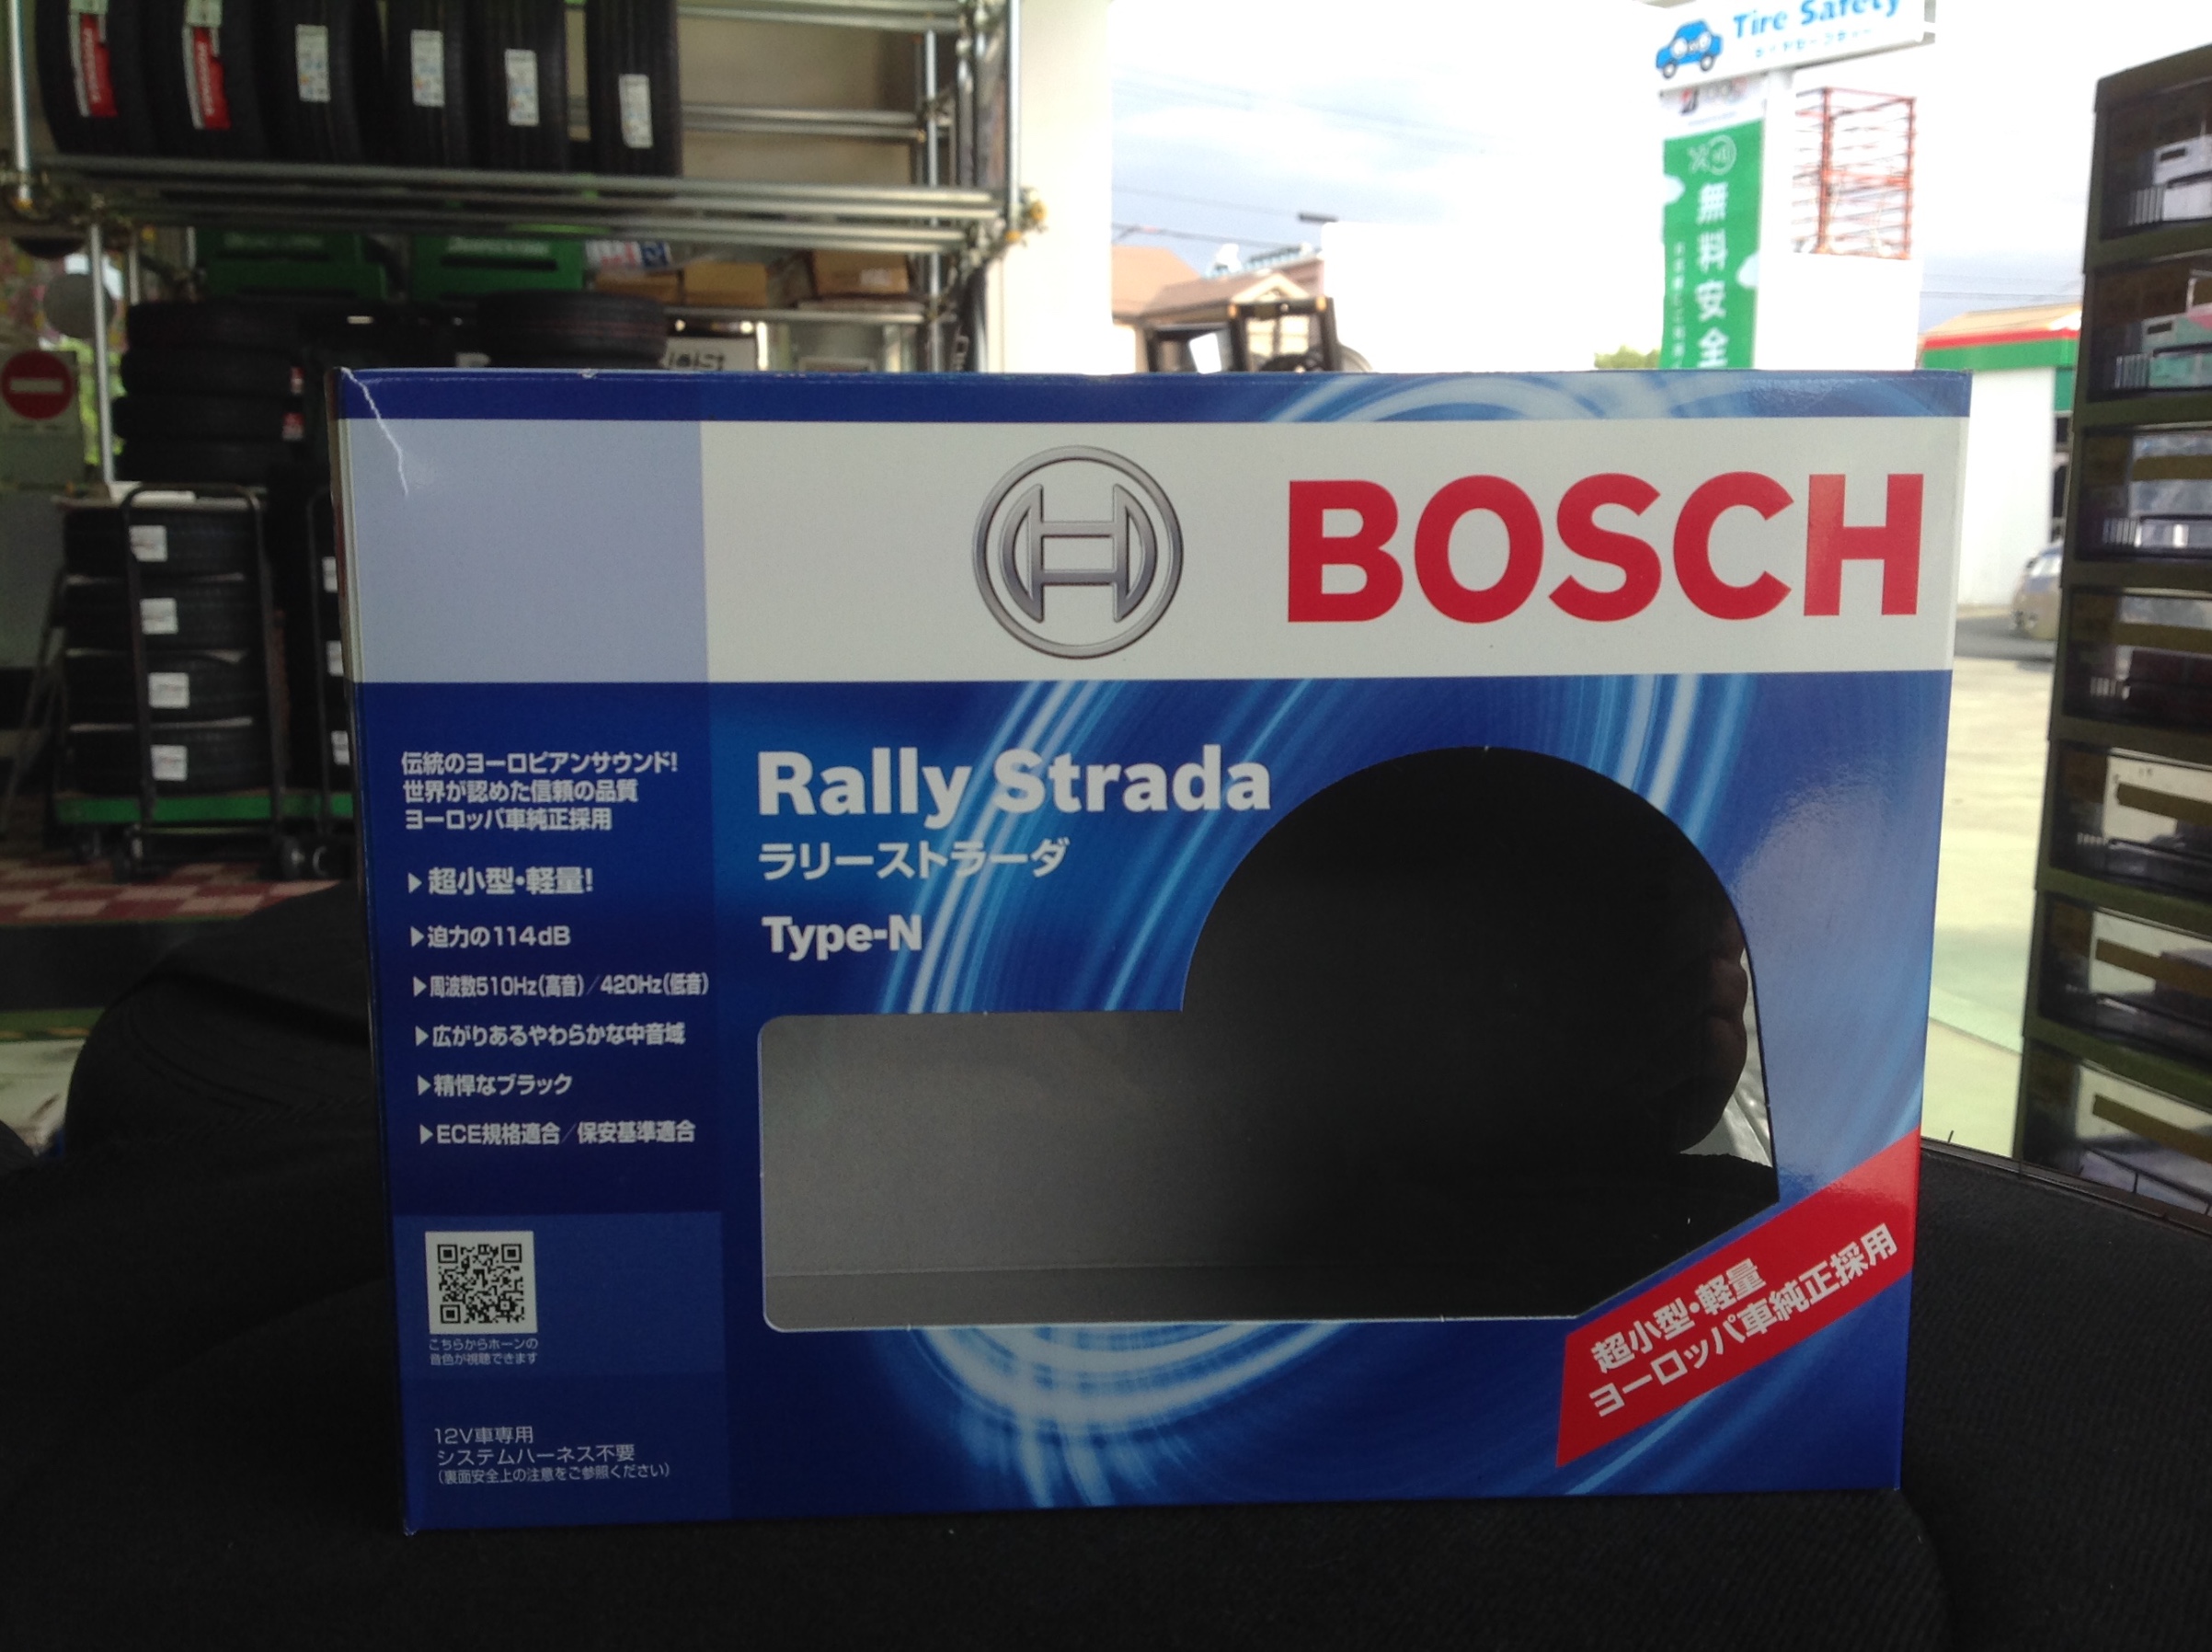 Tire Safety
無料安全
BOSCH
伝統のヨーロピアンサウンド!
世界が認めた信頼の品質
ヨーロッパ車純正採用
▶超小型・軽量!
▶迫力の114dB
▶周波数510Hz(高音)/420Hz(低音)
▶広がりあるやわらかな中音域
▶精悍なブラック
▶ECE規格適合/保安基準適合
Rally Strada
ラリーストラーダ
Type-N
こちらからホーンの
音色が視聴できます
12V車専用
システムハーネス不要
(裏面安全上の注意をご参照ください)
超小型・軽量
ヨーロッパ車純正採用